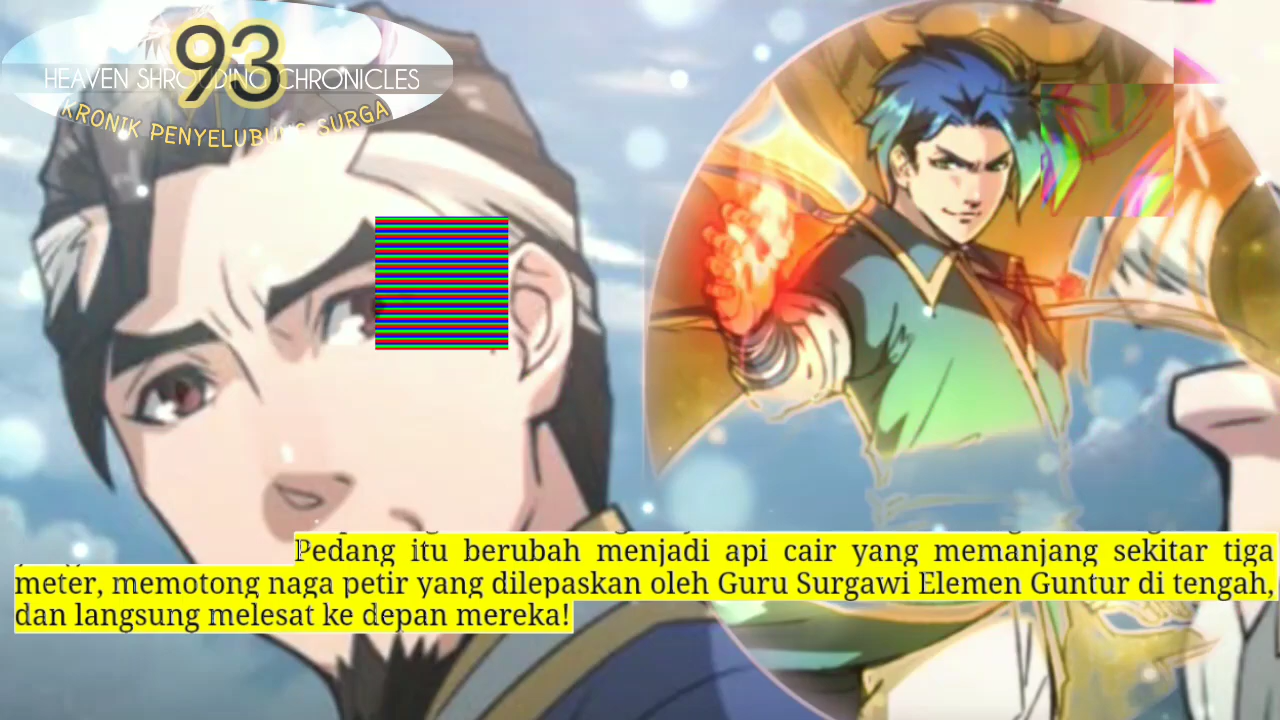 93
HEAVEN SHROUDING CHRONICLES
KRONIK PENYELUBUNG SURGA
Pedang itu berubah menjadi api cair yang memanjang sekitar tiga
meter, memotong naga petir yang dilepaskan oleh Guru Surgawi Elemen Guntur di tengah,
dan langsung melesat ke depan mereka!